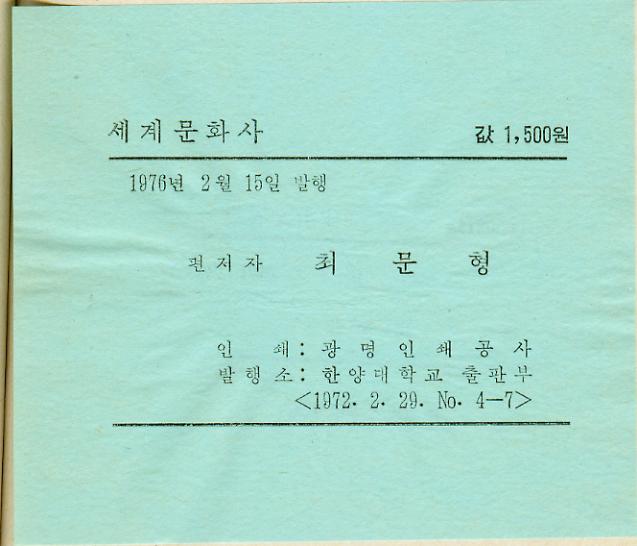 세계문화사 값 1,500원
1976년 2월 15일 발행
편저자 최문형
인쇄: 광명인쇄공사
발행소: 한양대학교 출판부
<1972. 2. 29. No. 4—7>